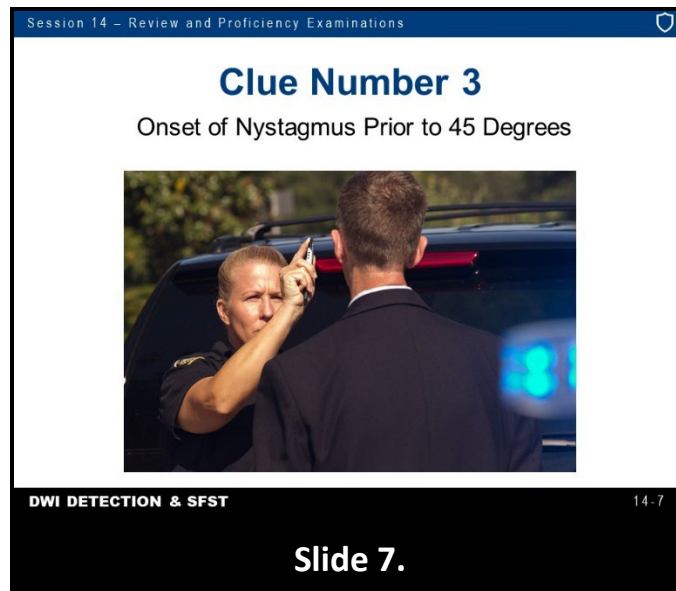 Session 14 – Review and Proficiency Examinations
Clue Number 3
Onset of Nystagmus Prior to 45 Degrees
DWI DETECTION & SFST
14-7
Slide 7.